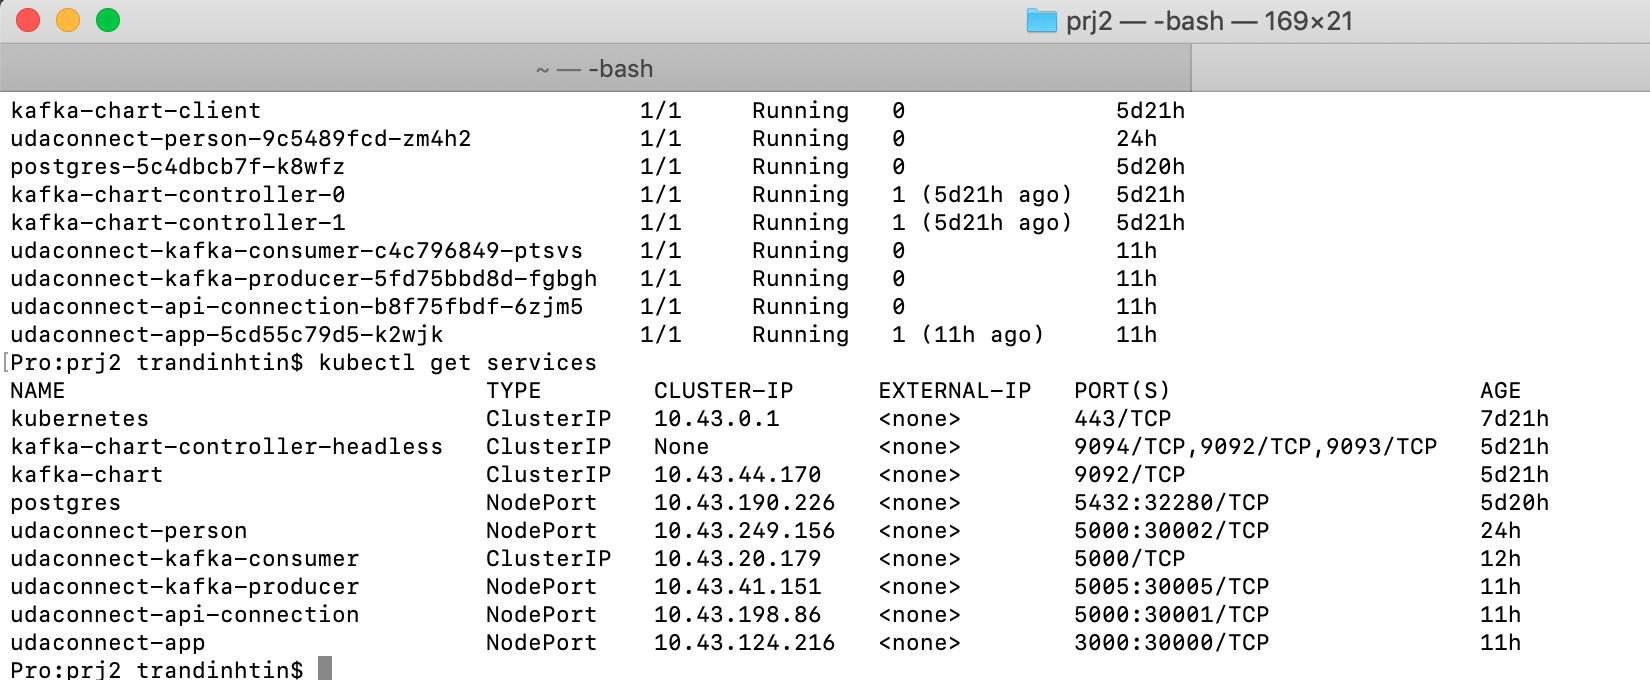 prj2 — -bash — 169×21
~ — -bash
kafka-chart-client 1/1 Running 0 5d21h
udaconnect-person-9c5489fcd-zm4h2 1/1 Running 0 24h
postgres-5c4dbcb7f-k8wfz 1/1 Running 0 5d20h
kafka-chart-controller-0 1/1 Running 1 (5d21h ago) 5d21h
kafka-chart-controller-1 1/1 Running 1 (5d21h ago) 5d21h
udaconnect-kafka-consumer-c4c796849-ptsvs 1/1 Running 0 11h
udaconnect-kafka-producer-5fd75bbd8d-fgbgh 1/1 Running 0 11h
udaconnect-api-connection-b8f75fbdf-6zjm5 1/1 Running 0 11h
udaconnect-app-5cd55c79d5-k2wjk 1/1 Running 1 (11h ago) 11h
[Pro:prj2 trandinhtin$ kubectl get services
NAME TYPE CLUSTER-IP EXTERNAL-IP PORT(S) AGE
kubernetes ClusterIP 10.43.0.1 <none> 443/TCP 7d21h
kafka-chart-controller-headless ClusterIP None <none> 9094/TCP,9092/TCP,9093/TCP 5d21h
kafka-chart ClusterIP 10.43.44.170 <none> 9092/TCP 5d21h
postgres NodePort 10.43.190.226 <none> 5432:32280/TCP 5d20h
udaconnect-person NodePort 10.43.249.156 <none> 5000:30002/TCP 24h
udaconnect-kafka-consumer ClusterIP 10.43.20.179 <none> 5000/TCP 12h
udaconnect-kafka-producer NodePort 10.43.41.151 <none> 5005:30005/TCP 11h
udaconnect-api-connection NodePort 10.43.198.86 <none> 5000:30001/TCP 11h
udaconnect-app NodePort 10.43.124.216 <none> 3000:30000/TCP 11h
Pro:prj2 trandinhtin$